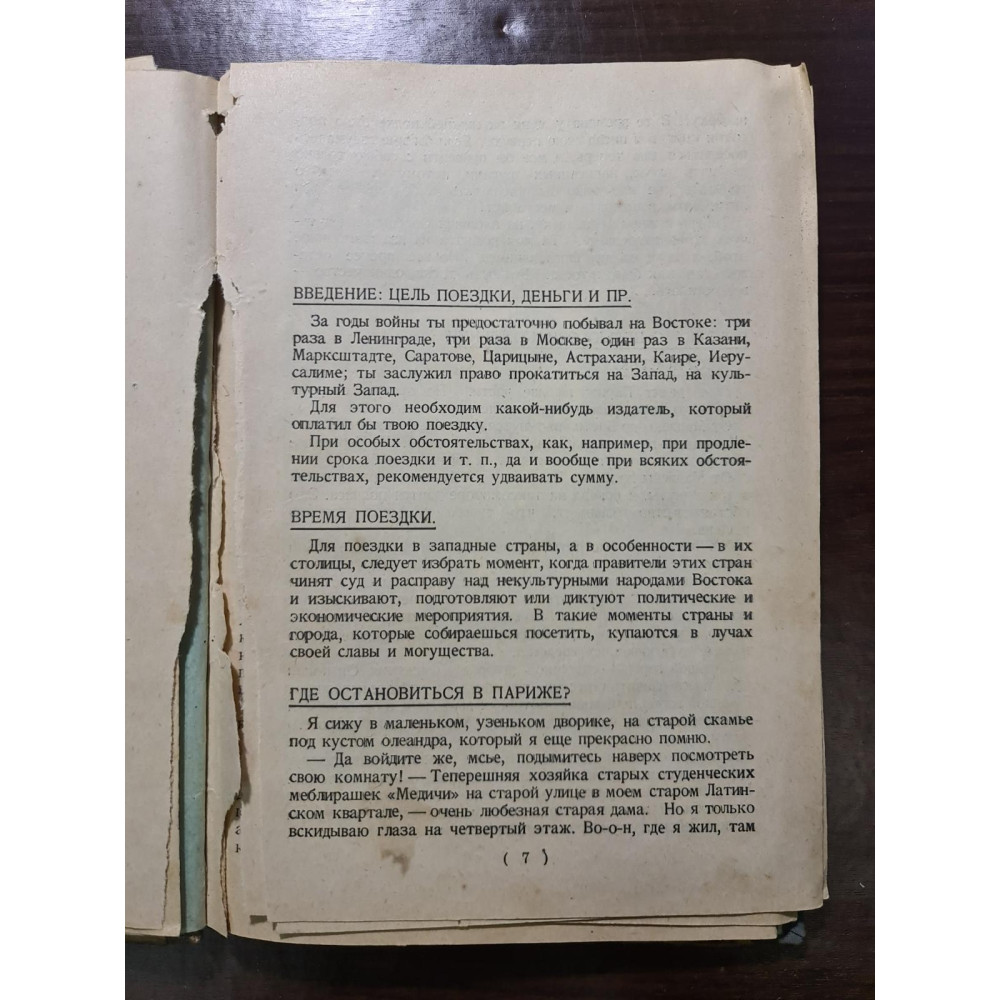 ВВЕДЕНИЕ: ЦЕЛЬ ПОЕЗДКИ, ДЕНЬГИ И ПР.
За годы войны ты предостаточно побывал на Востоке: три
раза в Ленинграде, три раза в Москве, один раз в Казани,
Марксштадте, Саратове, Царицыне, Астрахани, Каире, Иеру-
салиме; ты заслужил право прокатиться на Запад, на куль-
турный Запад.
Для этого необходим какой-нибудь издатель, который
оплатил бы твою поездку.
При особых обстоятельствах, как, например, при продле-
нии срока поездки и т. п., да и вообще при всяких обстоя-
тельствах, рекомендуется удваивать сумму.
ВРЕМЯ ПОЕЗДКИ.
Для поездки в западные страны, а в особенности — в их
столицы, следует избрать момент, когда правители этих стран
чинят суд и расправу над некультурными народами Востока
и изыскивают, подготовляют или диктуют политические и
экономические мероприятия. В такие моменты страны и
города, которые собираешься посетить, купаются в лучах
своей славы и могущества.
ГДЕ ОСТАНОВИТЬСЯ В ПАРИЖЕ?
Я сижу в маленьком, узеньком дворике, на старой скамье
под кустом олеандра, который я еще прекрасно помню.
— Да войдите же, мсье, подымитесь наверх посмотреть
свою комнату! — Теперешняя хозяйка старых студенческих
меблирашек «Медичи» на старой улице в моем старом Латин-
ском квартале, — очень любезная старая дама. Но я только
вскидываю глаза на четвертый этаж. Во-о-н, где я жил, там
( 7 )